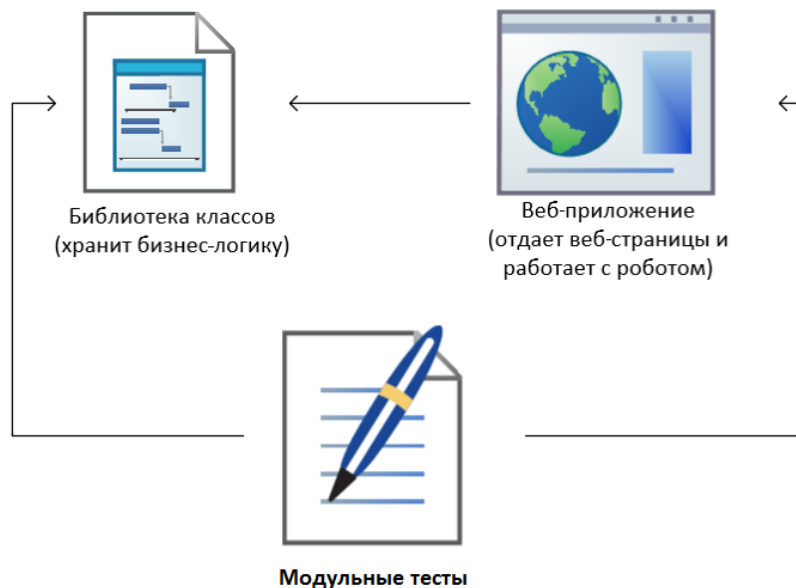 Библиотека классов
(хранит бизнес-логику)
Веб-приложение
(отдает веб-страницы и
работает с роботом)
Модульные тесты